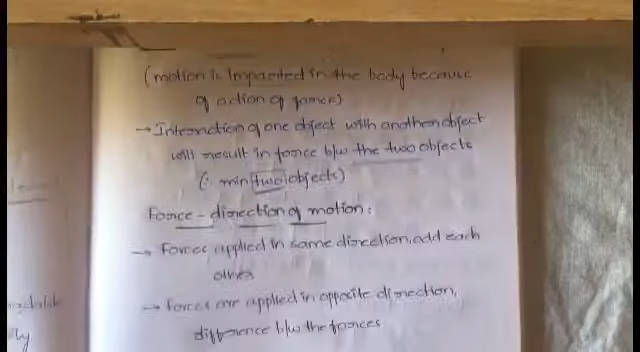 (motion is Imparted in the body because
of action of force)
→ Interaction of one object with another object
will result in force b/w the two objects
(∵ min two objects)
Force - direction of motion:
→ Forces applied in same direction, add each
other
→ forces are applied in opposite direction,
difference b/w the forces